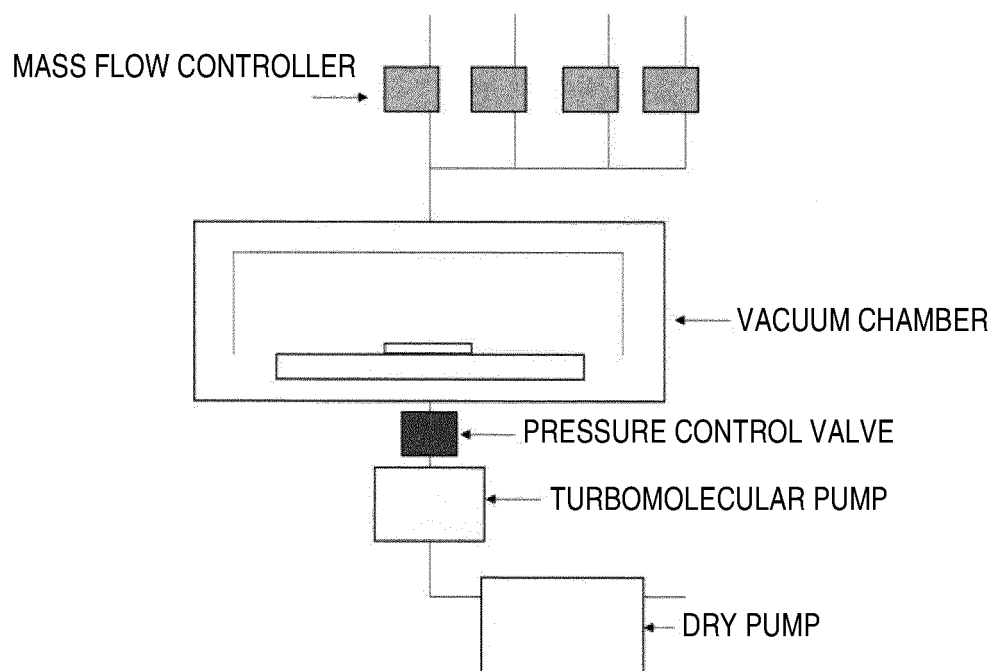 MASS FLOW CONTROLLER
VACUUM CHAMBER
PRESSURE CONTROL VALVE
TURBOMOLECULAR PUMP
DRY PUMP